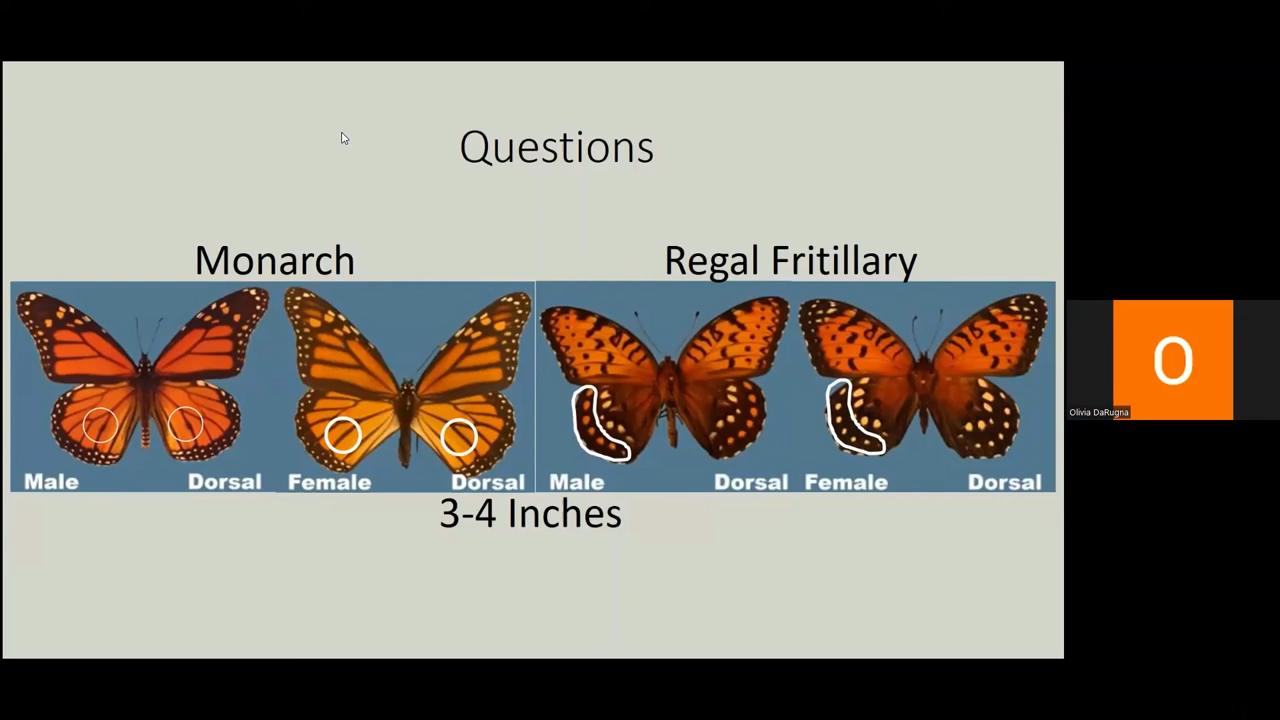 Questions
Monarch
Regal Fritillary
Male
Dorsal
Female
Dorsal
Male
Dorsal
Female
Dorsal
3-4 Inches
O
Olivia DaRugna